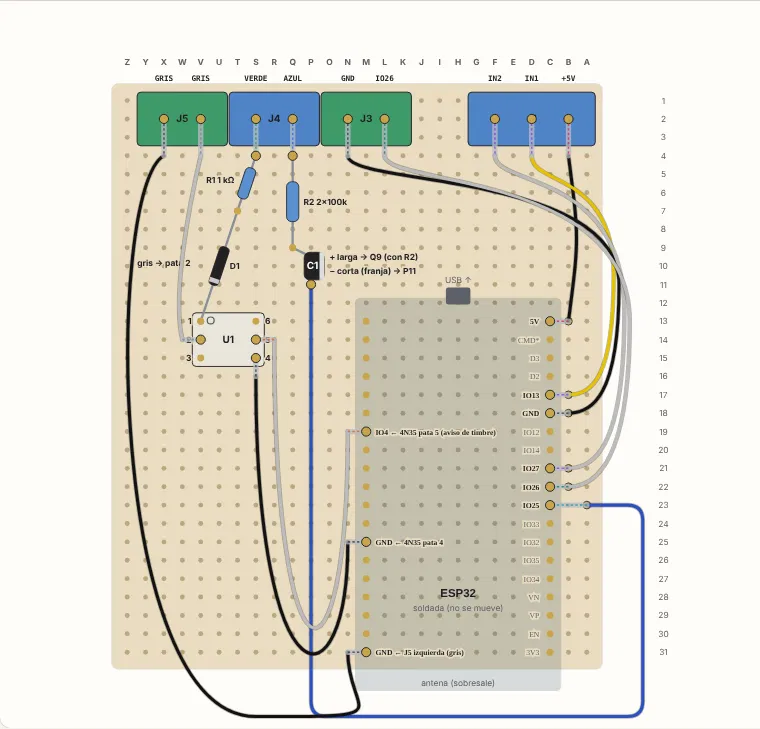 Z Y X W V U T S R Q P O N M L K J I H G F E D C B A
GRIS GRIS VERDE AZUL GND IO26 IN2 IN1 +5V
1
J5 J4 J3
2
3
4
5
R1 1 kΩ
6
R2 2×100k
7
8
9
+ larga → Q9 (con R2)
gris → pata 2
D1
C1
10
− corta (franja) → P11
11
USB ↑
12
1 6
5V
13
2 U1 5
CMD*
14
3 4
D3
15
D2
16
IO13
17
GND
18
IO4 ← 4N35 pata 5 (aviso de timbre)
IO12
19
IO14
20
IO27
21
IO26
22
IO25
23
IO33
24
GND ← 4N35 pata 4
IO32
25
IO35
26
IO34
27
ESP32
VN
28
soldada (no se mueve)
VP
29
EN
30
GND ← J5 izquierda (gris)
3V3
31
antena (sobresale)